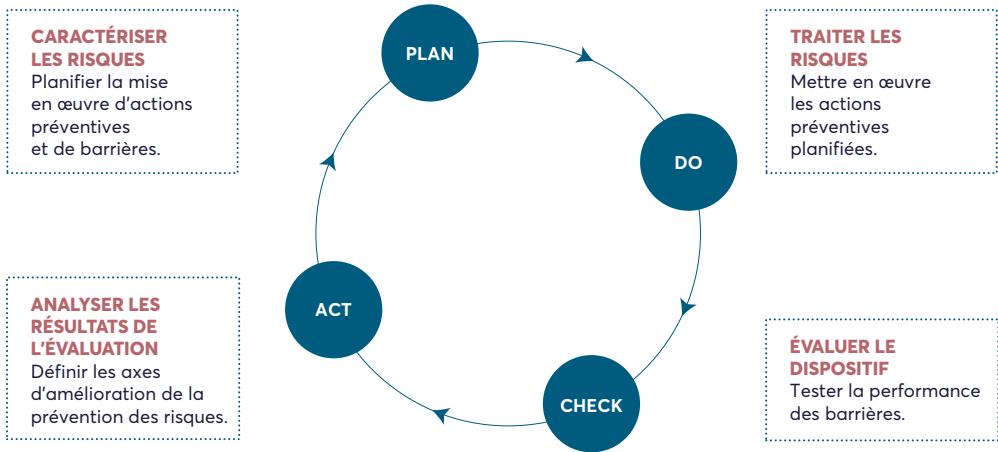 CARACTÉRISER
LES RISQUES
Planifier la mise
en œuvre d'actions
préventives
et de barrières.
PLAN
TRAITER LES
RISQUES
Mettre en œuvre
les actions
préventives
planifiées.
DO
ANALYSER LES
RÉSULTATS DE
L'ÉVALUATION
Définir les axes
d'amélioration de la
prévention des risques.
ACT
CHECK
ÉVALUER LE
DISPOSITIF
Tester la performance
des barrières.